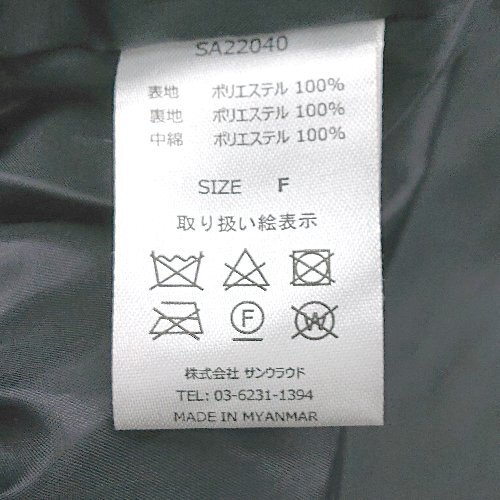 SA22040
表地 ポリエステル 100%
裏地 ポリエステル 100%
中綿 ポリエステル 100%
SIZE F
取り扱い絵表示
F W
株式会社 サンウラウド
TEL: 03-6231-1394
MADE IN MYANMAR